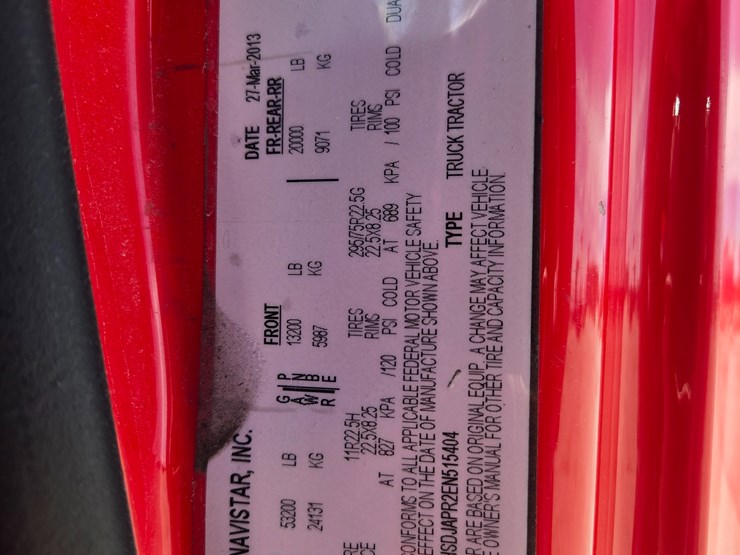 NAVISTAR, INC. DATE 27-Mar-2013
FRONT FR-REAR-RR
53200 LB GAWR 13200 LB 20000 LB
24131 KG 5987 KG 9071 KG
11R22.5H TIRES 295/75R22.5G TIRES
22.5X8.25 RIMS 22.5X8.25 RIMS
AT 827 KPA /120 PSI COLD AT 689 KPA / 100 PSI COLD DUA
CONFORMS TO ALL APPLICABLE FEDERAL MOTOR VEHICLE SAFETY
EFFECT ON THE DATE OF MANUFACTURE SHOWN ABOVE.
HSDJAPR2EN515404 TYPE TRUCK TRACTOR
R ARE BASED ON ORIGINAL EQUIP. A CHANGE MAY AFFECT VEHICLE
E OWNER'S MANUAL FOR OTHER TIRE AND CAPACITY INFORMATION.